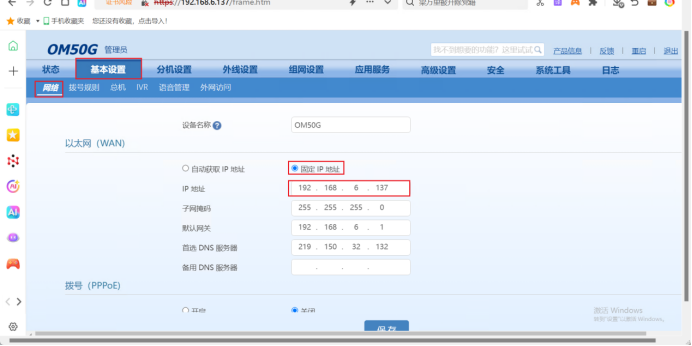 证书风险 https://192.168.6.137/frame.htm
收藏 手机收藏夹 您还没有收藏，点击导入！
OM50G 管理员 找不到想要的功能？这里试试 产品信息 | 反馈 | 重启 | 退出
状态 基本设置 分机设置 外线设置 组网设置 应用服务 高级设置 安全 系统工具 日志
网络 拨号规则 总机 IVR 语音管理 外网访问
设备名称 OM50G
以太网（WAN）
自动获取 IP 地址 固定 IP 地址
IP 地址 192 . 168 . 6 . 137
子网掩码 255 . 255 . 255 . 0
默认网关 192 . 168 . 6 . 1
首选 DNS 服务器 219 . 150 . 32 . 132
备用 DNS 服务器 . . .
拨号（PPPoE）
开启 关闭
保存
激活 Windows
转到"设置"以激活 Windows。